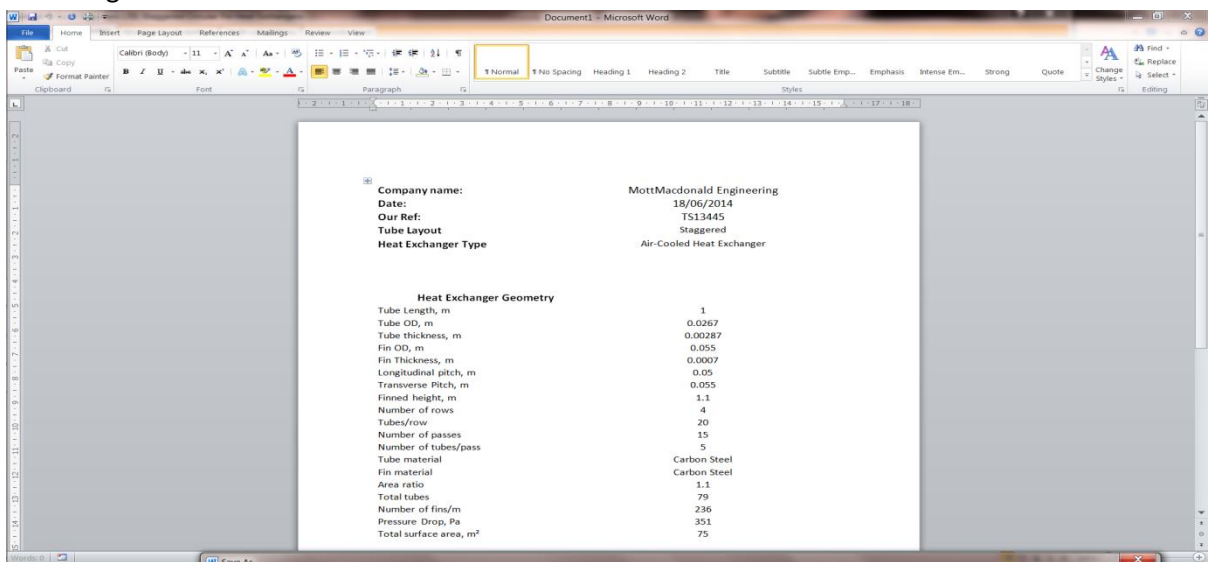 Document1 - Microsoft Word
File Home Insert Page Layout References Mailings Review View
Cut
Copy
Format Painter
Paste
Clipboard
Calibri (Body) 11
Font
Paragraph
¶ Normal ¶ No Spacing Heading 1 Heading 2 Title Subtitle Subtle Emp... Emphasis Intense Em... Strong Quote
Change Styles
Styles
Find
Replace
Select
Editing
Company name: MottMacdonald Engineering
Date: 18/06/2014
Our Ref: TS13445
Tube Layout Staggered
Heat Exchanger Type Air-Cooled Heat Exchanger
Heat Exchanger Geometry
Tube Length, m 1
Tube OD, m 0.0267
Tube thickness, m 0.00287
Fin OD, m 0.055
Fin Thickness, m 0.0007
Longitudinal pitch, m 0.05
Transverse Pitch, m 0.055
Finned height, m 1.1
Number of rows 4
Tubes/row 20
Number of passes 15
Number of tubes/pass 5
Tube material Carbon Steel
Fin material Carbon Steel
Area ratio 1.1
Total tubes 79
Number of fins/m 236
Pressure Drop, Pa 351
Total surface area, m² 75
Words: 0
Save As